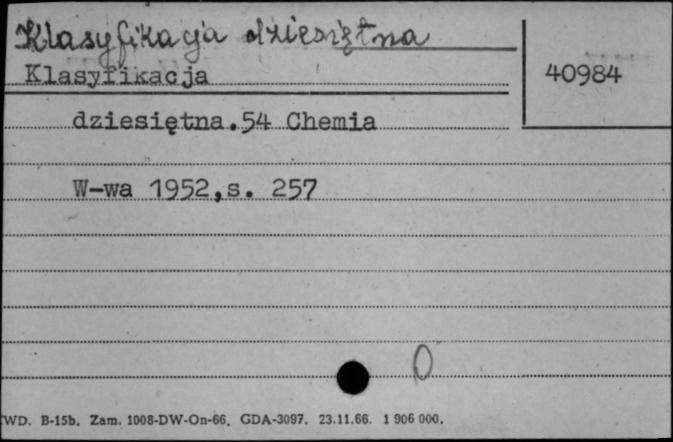 Klasyfikacja dziesiętna
Klasyfikacja
40984
dziesiętna.54 Chemia
W-wa 1952,s. 257
0
WD. B-15b. Zam. 1008-DW-On-66. GDA-3097. 23.11.66. 1 906 000.